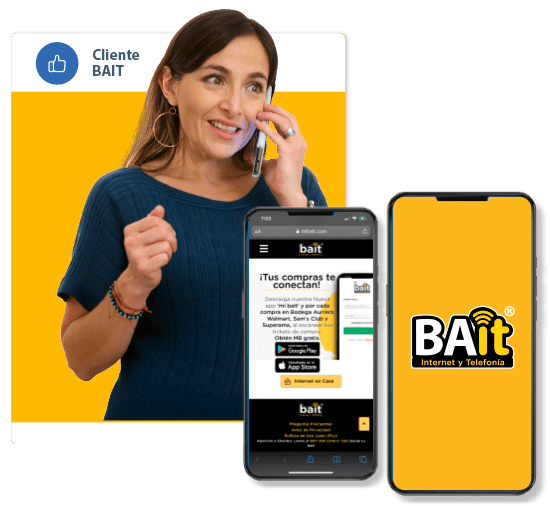 Cliente
BAIT
7:03
AA
mibait.com
bait
¡Tus compras te
conectan!
Descarga nuestra Nueva
app 'mi bait' y por cada
compra en Bodega Aurrera,
Walmart, Sam's Club y
Superama, al escanear tus
tickets de compra
Obtén MB gratis.
bait
Google Play
App Store
Internet en Casa
bait
Preguntas Frecuentes
Aviso de Privacidad
BAit®
Internet y Telefonía